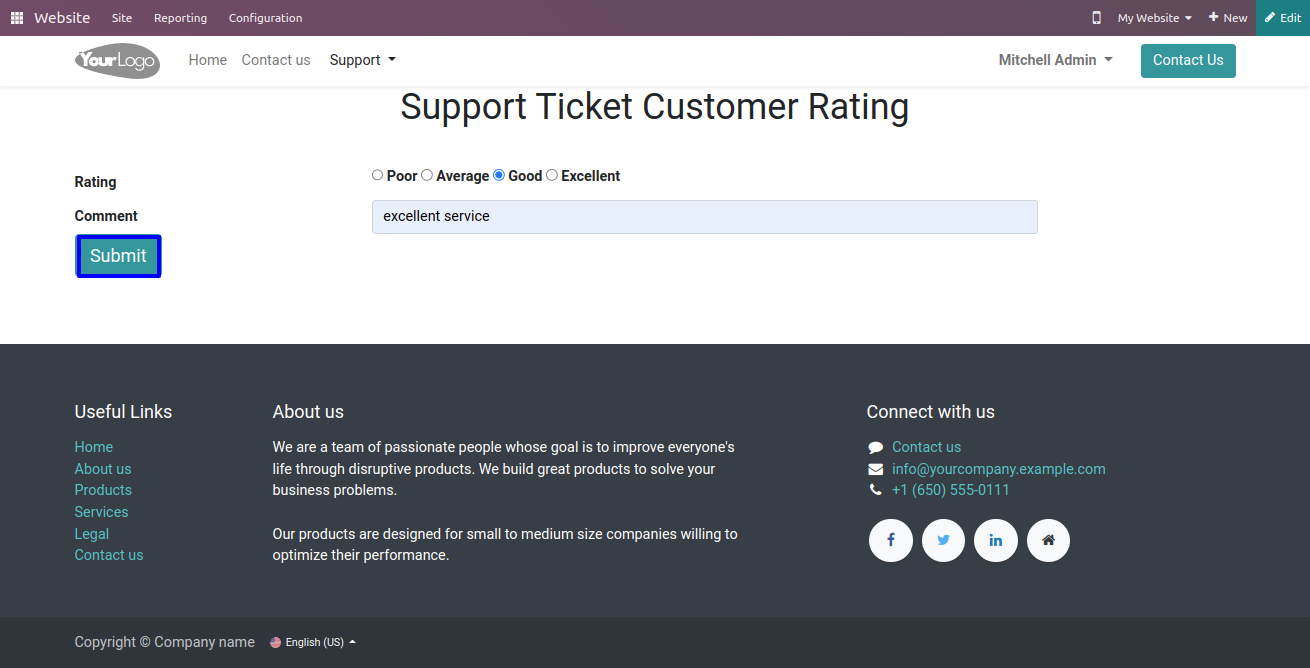 Website Site Reporting Configuration My Website New Edit
YourLogo Home Contact us Support Mitchell Admin Contact Us
Support Ticket Customer Rating
Rating Poor Average Good Excellent
Comment excellent service
Submit
Useful Links
Home
About us
Products
Services
Legal
Contact us
About us
We are a team of passionate people whose goal is to improve everyone's
life through disruptive products. We build great products to solve your
business problems.
Our products are designed for small to medium size companies willing to
optimize their performance.
Connect with us
Contact us
info@yourcompany.example.com
+1 (650) 555-0111
Copyright © Company name English (US)